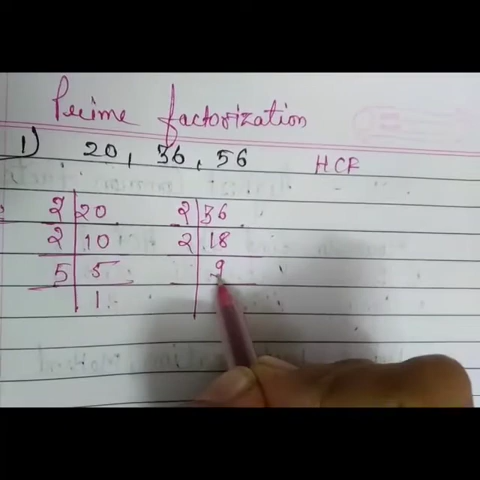 Prime factorization
1) 20, 36, 56 HCF
2 20 2 36
2 10 2 18
5 5 9
1